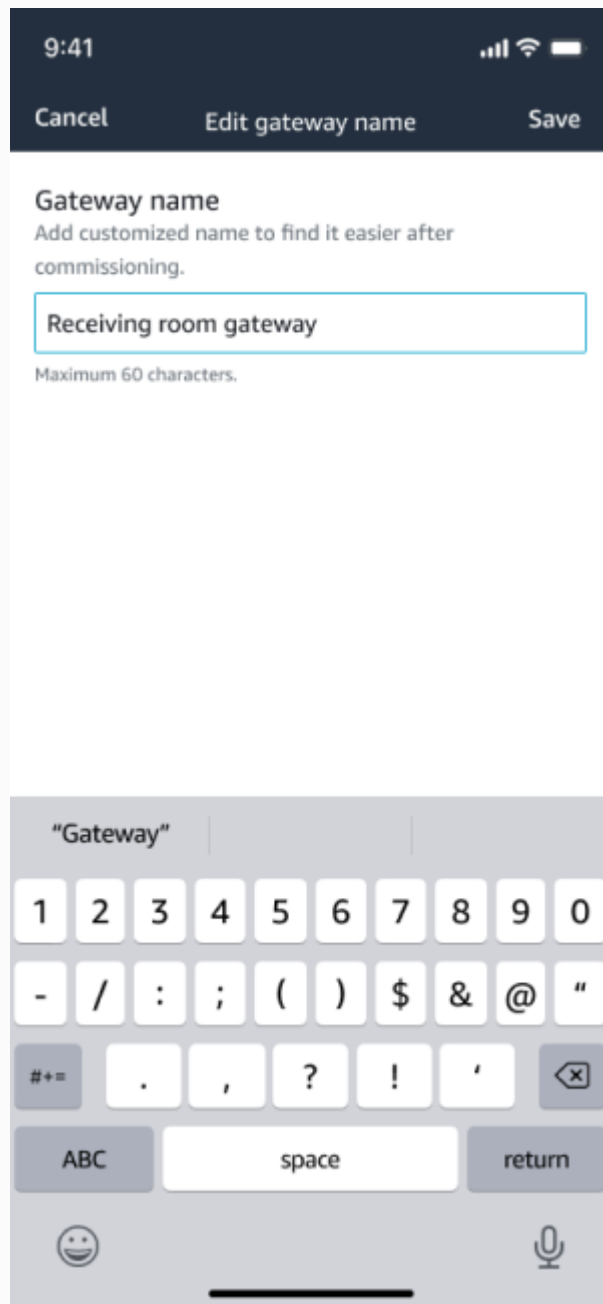 9:41
Cancel Edit gateway name Save
Gateway name
Add customized name to find it easier after
commissioning.
Receiving room gateway
Maximum 60 characters.
“Gateway”
1 2 3 4 5 6 7 8 9 0
- / : ; ( ) $ & @ “
#+= . , ? ! ‘
ABC space return